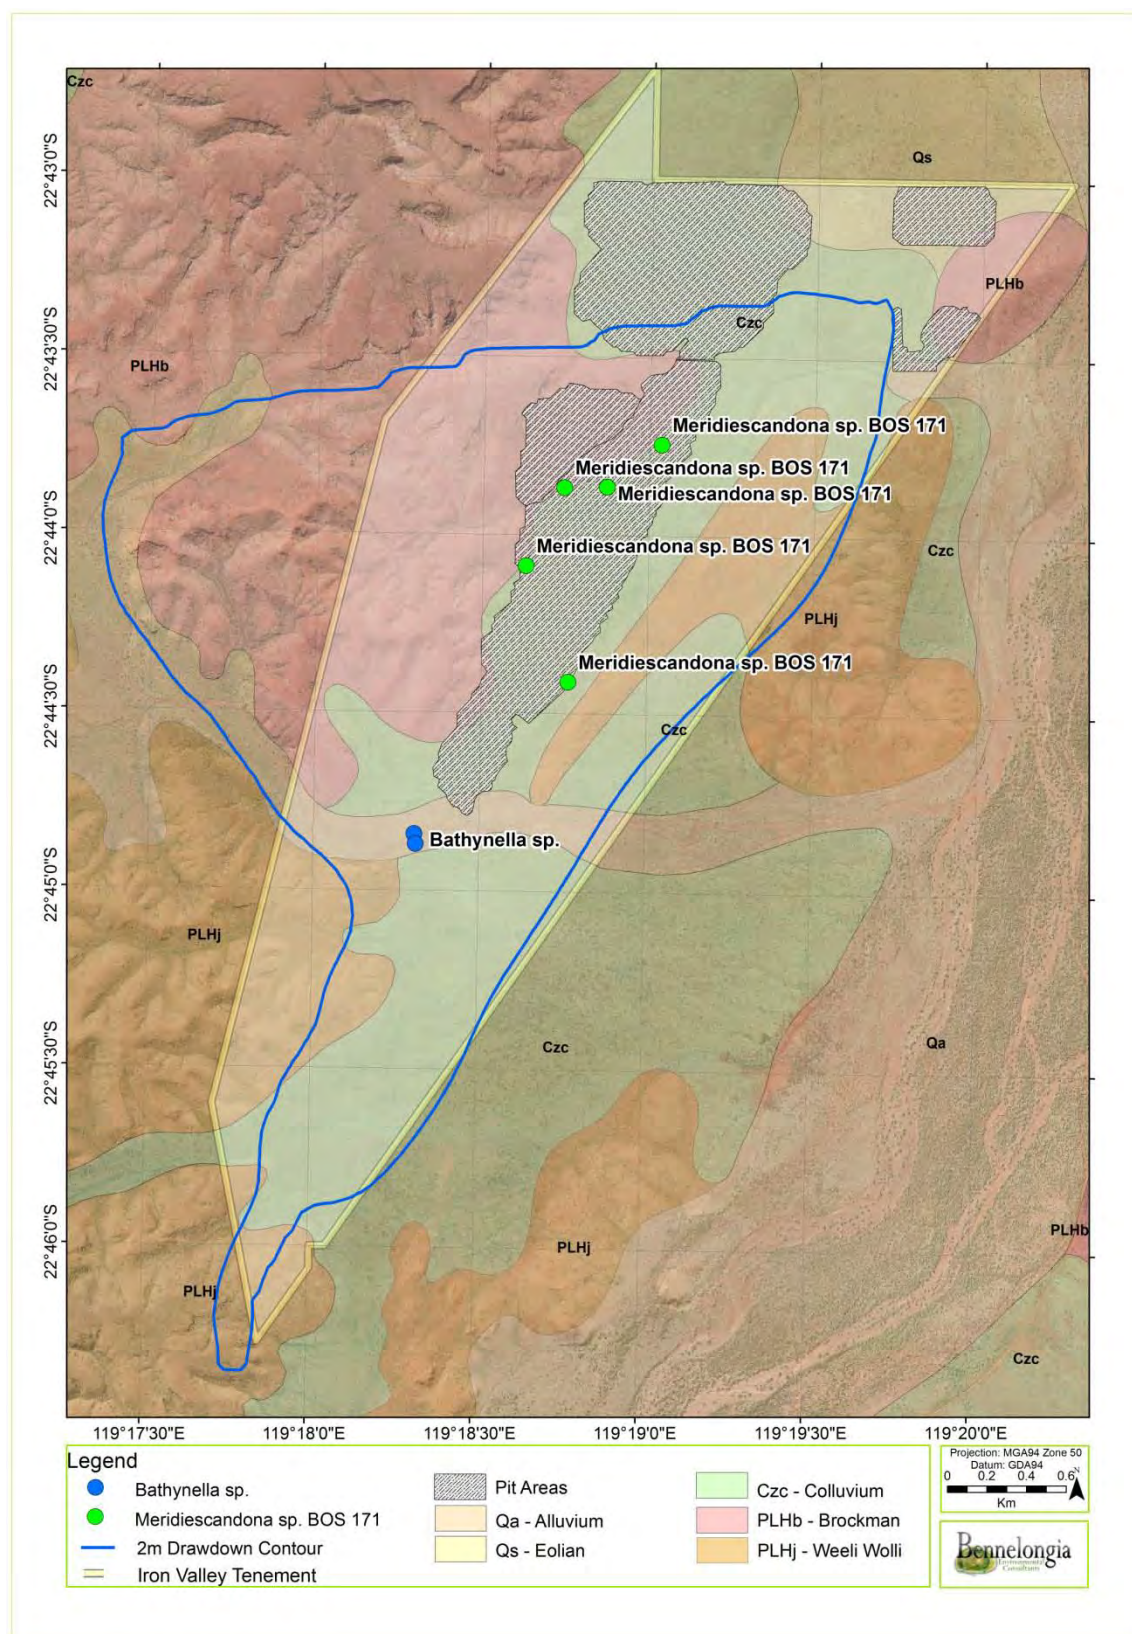 Czc
Qs
22°43'0"S
PLHb
Czc
22°43'30"S
PLHb
Meridiescandona sp. BOS 171
Meridiescandona sp. BOS 171
Meridiescandona sp. BOS 171
22°44'0"S
Meridiescandona sp. BOS 171
Czc
PLHj
Meridiescandona sp. BOS 171
22°44'30"S
Czc
Bathynella sp.
22°45'0"S
PLHj
Czc
Qa
22°45'30"S
PLHb
22°46'0"S
PLHj
PLHj
Czc
119°17'30"E 119°18'0"E 119°18'30"E 119°19'0"E 119°19'30"E 119°20'0"E
Legend
Bathynella sp.
Meridiescandona sp. BOS 171
2m Drawdown Contour
Iron Valley Tenement
Pit Areas
Qa - Alluvium
Qs - Eolian
Czc - Colluvium
PLHb - Brockman
PLHj - Weeli Wolli
Projection: MGA94 Zone 50
Datum: GDA94
N
0 0.2 0.4 0.6
Km
Bennelongia
Environmental
Consultants